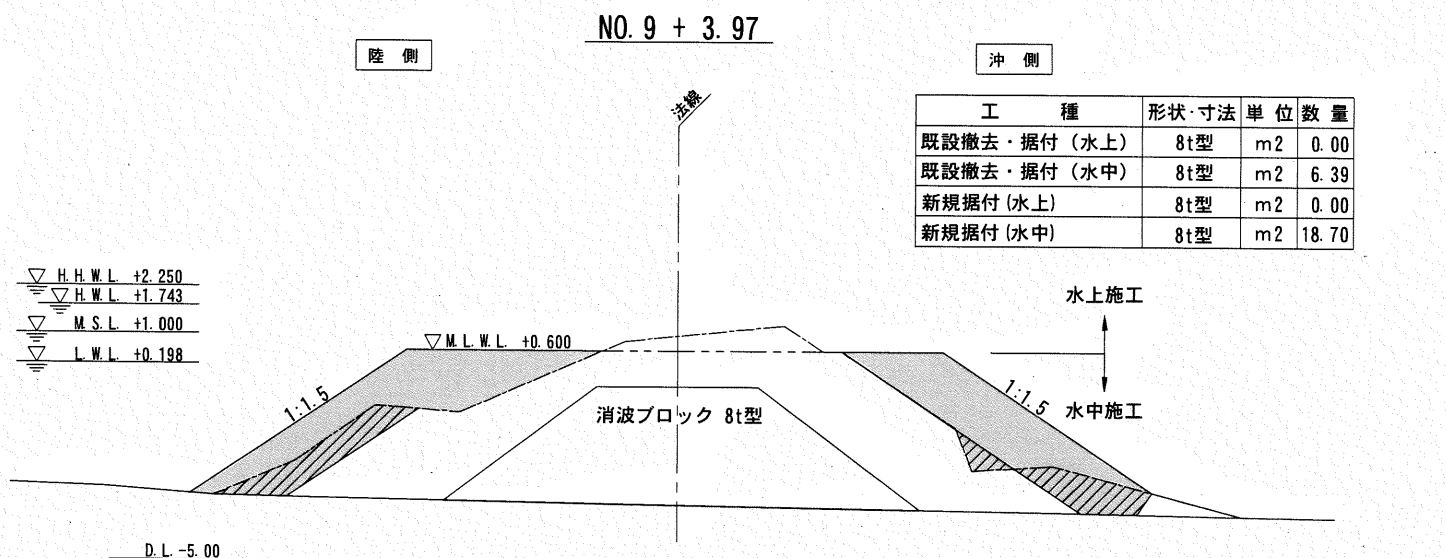 NO. 9 + 3. 97
陸 側
沖 側
法線
工 種 形状・寸法 単 位 数 量
既設撤去・据付 (水上) 8t型 m2 0. 00
既設撤去・据付 (水中) 8t型 m2 6. 39
新規据付 (水上) 8t型 m2 0. 00
新規据付 (水中) 8t型 m2 18. 70
H. H. W. L. +2. 250
H. W. L. +1. 743
M. S. L. +1. 000
L. W. L. +0. 198
M. L. W. L. +0. 600
水上施工
水中施工
1:1. 5
1:1. 5
消波ブロック 8t型
D. L. -5. 00